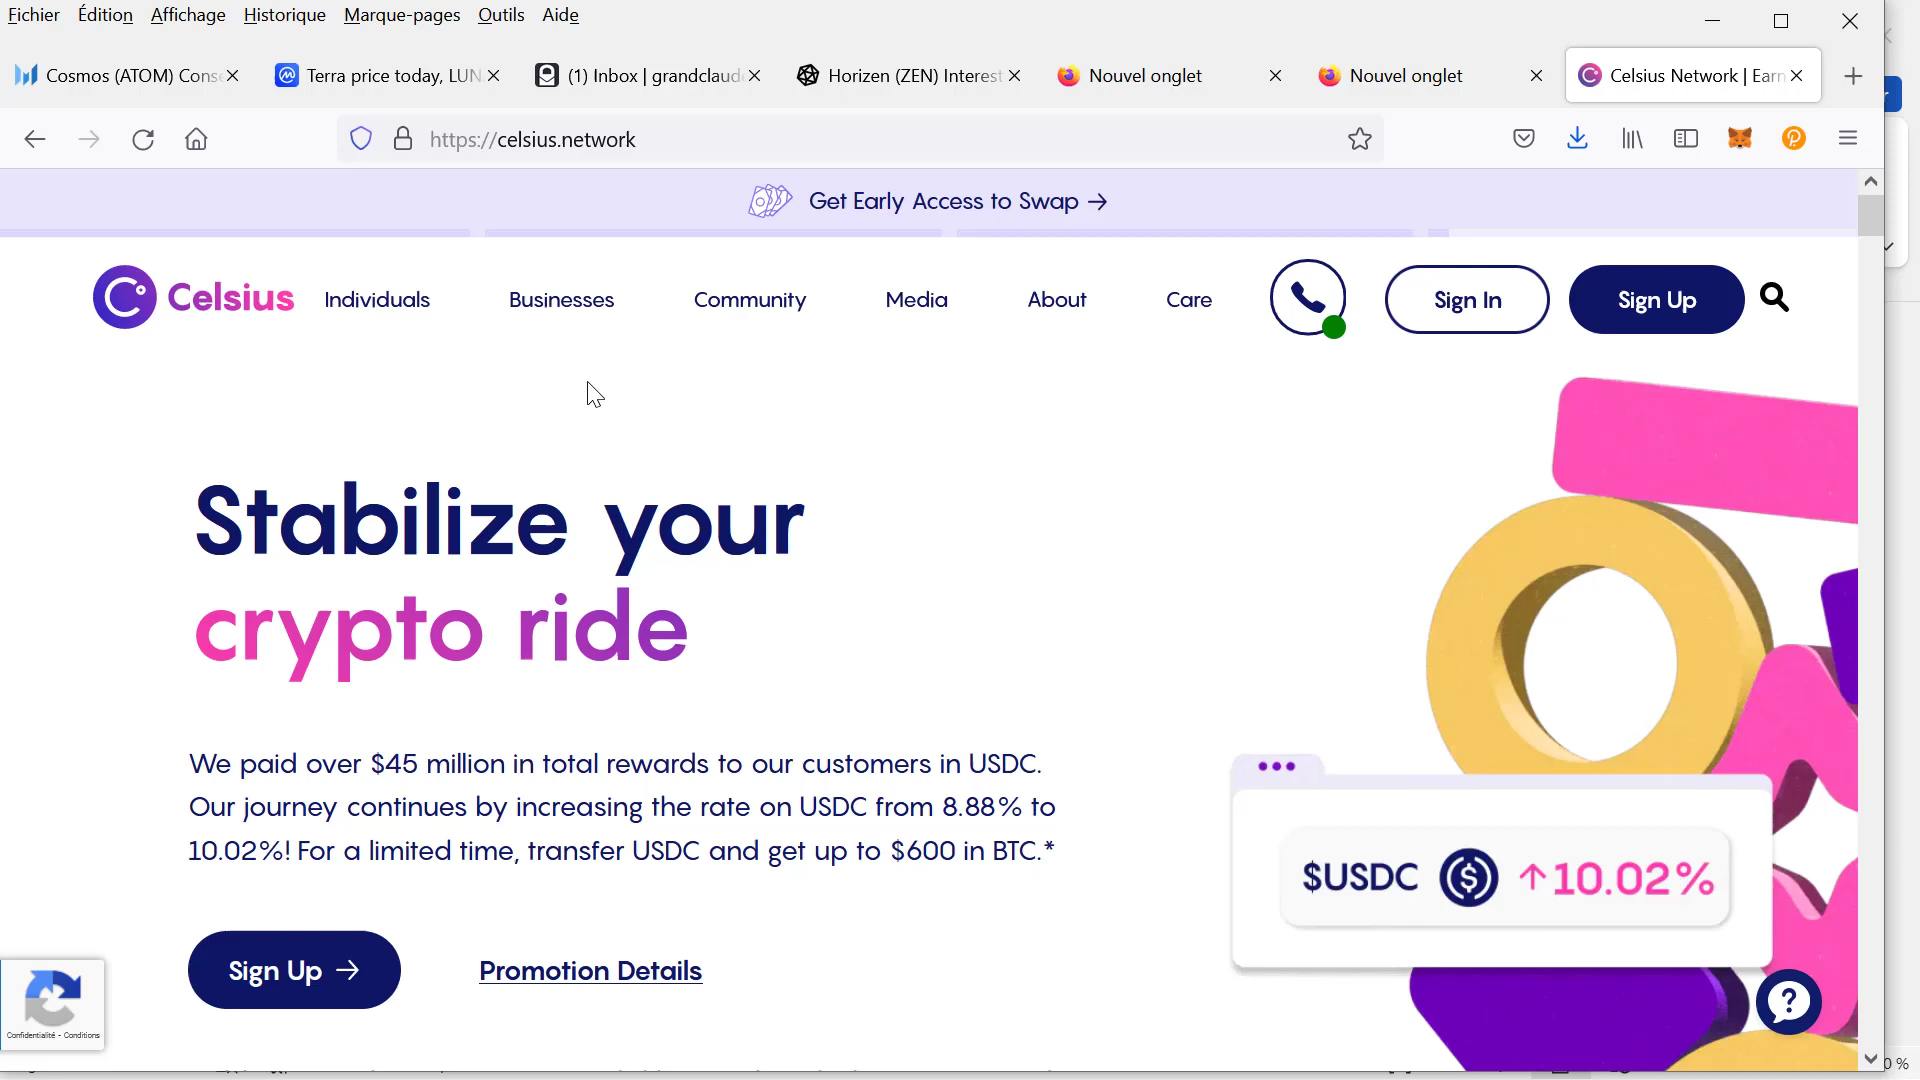 Fichier Édition Affichage Historique Marque-pages Outils Aide
Cosmos (ATOM) Conse
Terra price today, LUN
(1) Inbox | grandclaude
Horizen (ZEN) Interest
Nouvel onglet
Nouvel onglet
Celsius Network | Earn
https://celsius.network
Get Early Access to Swap →
Celsius
Individuals
Businesses
Community
Media
About
Care
Sign In
Sign Up
Stabilize your
crypto ride
We paid over $45 million in total rewards to our customers in USDC.
Our journey continues by increasing the rate on USDC from 8.88% to
10.02%! For a limited time, transfer USDC and get up to $600 in BTC.*
$USDC ↑10.02%
Sign Up →
Promotion Details
Confidentialité - Conditions